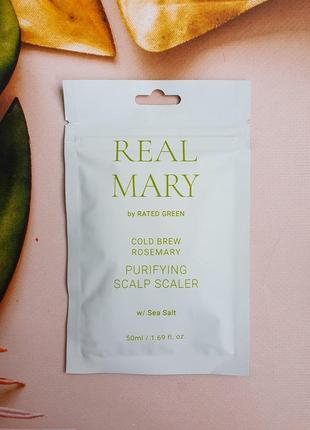 REAL
MARY
by RATED GREEN
COLD BREW
ROSEMARY
PURIFYING
SCALP SCALER
w/ Sea Salt
50ml / 1.69 fl. oz.